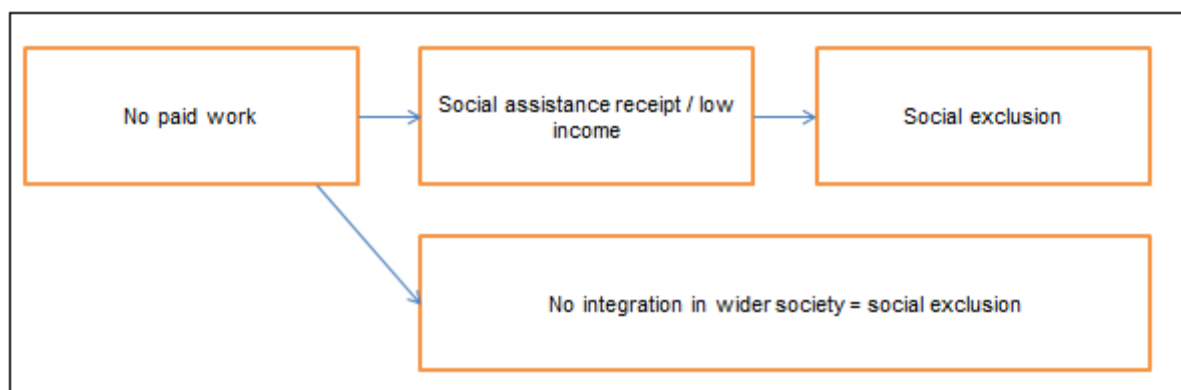 No paid work
Social assistance receipt / low
income
Social exclusion
No integration in wider society = social exclusion